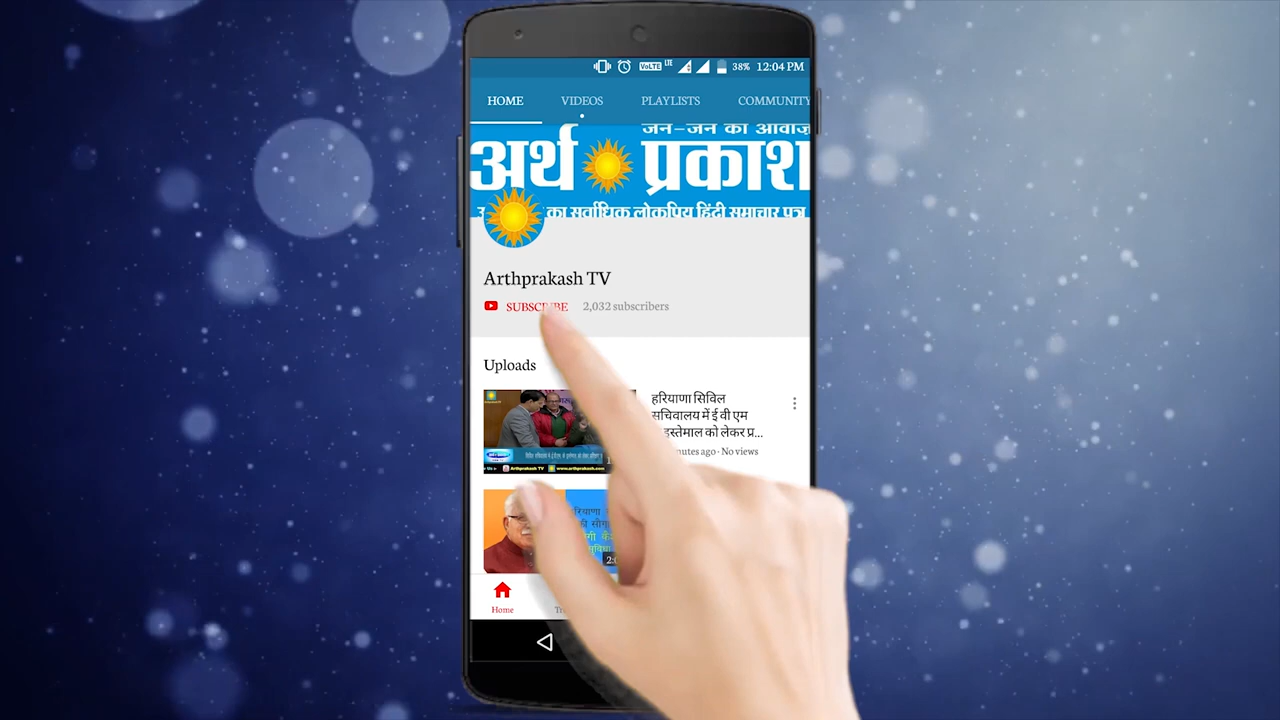 VoLTE LTE 38% 12:04 PM
HOME VIDEOS PLAYLISTS COMMUNITY
जन-जन की आवाज़
अर्थ प्रकाश
का सर्वाधिक लोकप्रिय हिंदी समाचार पत्र
Arthprakash TV
SUBSCRIBE 2,032 subscribers
Uploads
हरियाणा सिविल
सचिवालय में ई वी एम
इस्तेमाल को लेकर प्र...
ago · No views
Arthprakash TV www.arthprakash.com
Home